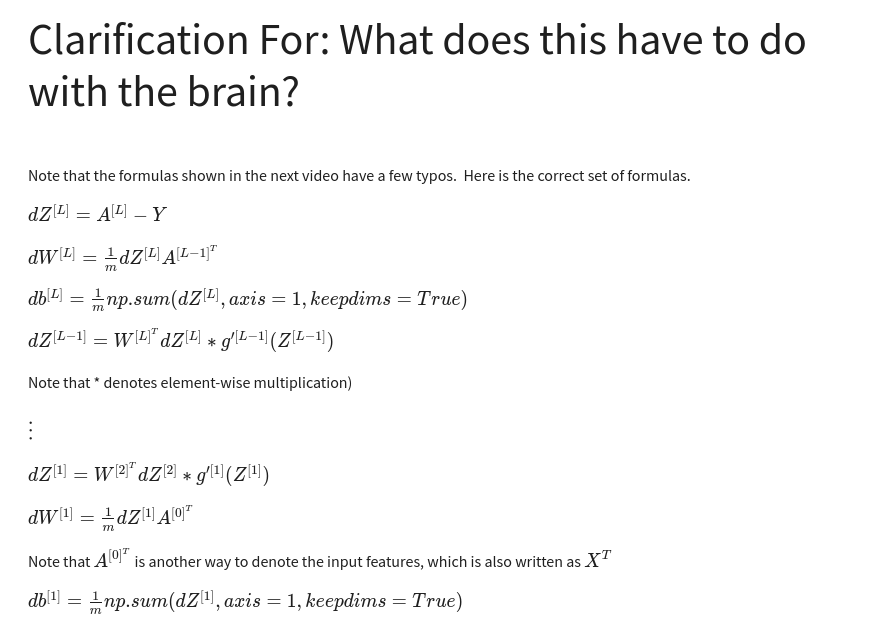 Clarification For: What does this have to do
with the brain?
Note that the formulas shown in the next video have a few typos.  Here is the correct set of formulas.
$dZ^{[L]} = A^{[L]} - Y$
$dW^{[L]} = \frac{1}{m} dZ^{[L]} A^{[L-1]^T}$
$db^{[L]} = \frac{1}{m} np.sum(dZ^{[L]}, axis = 1, keepdims = True)$
$dZ^{[L-1]} = W^{[L]^T} dZ^{[L]} * g'^{[L-1]}(Z^{[L-1]})$
Note that * denotes element-wise multiplication)
⋮
$dZ^{[1]} = W^{[2]^T} dZ^{[2]} * g'^{[1]}(Z^{[1]})$
$dW^{[1]} = \frac{1}{m} dZ^{[1]} A^{[0]^T}$
Note that $A^{[0]^T}$ is another way to denote the input features, which is also written as $X^T$
$db^{[1]} = \frac{1}{m} np.sum(dZ^{[1]}, axis = 1, keepdims = True)$